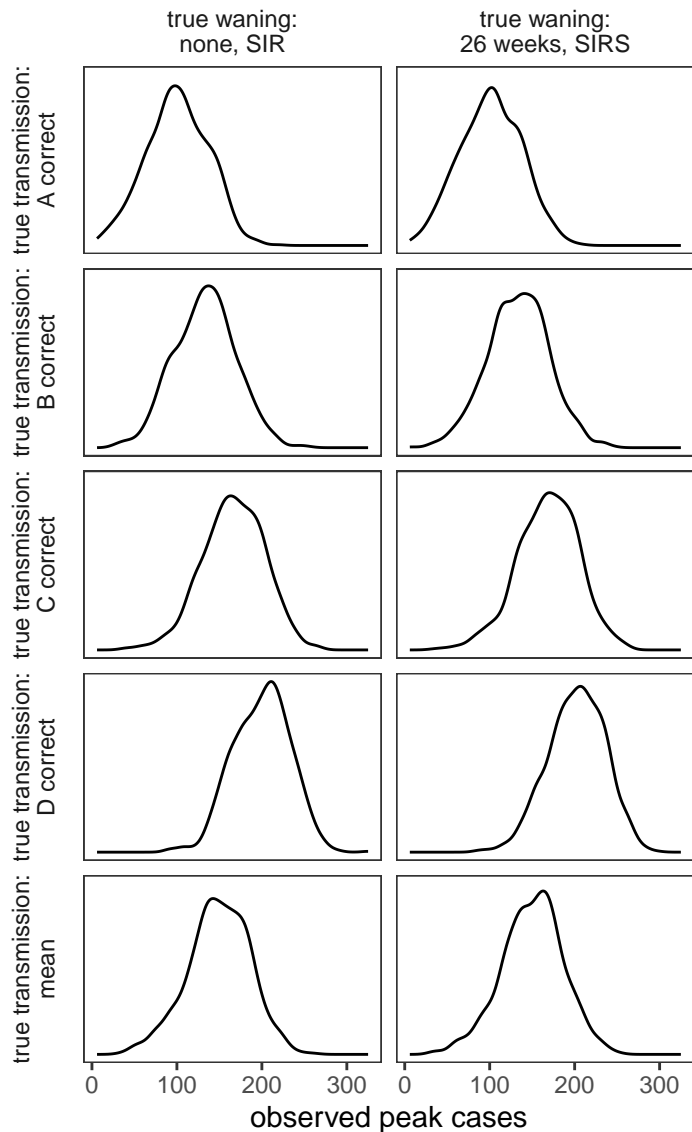 true waning:
none, SIR
true waning:
26 weeks, SIRS
true transmission:
A correct
true transmission:
B correct
true transmission:
C correct
true transmission:
D correct
true transmission:
mean
0 100 200 300 0 100 200 300
observed peak cases